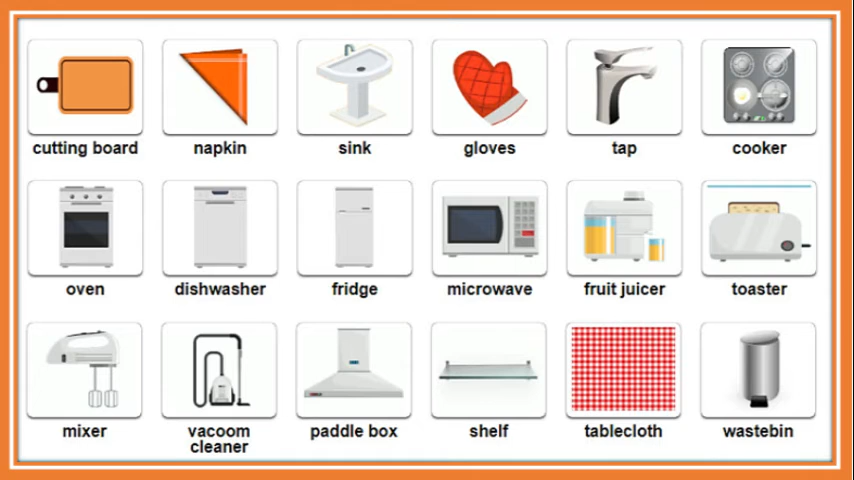 cutting board
napkin
sink
gloves
tap
cooker
oven
dishwasher
fridge
microwave
fruit juicer
toaster
mixer
vacoom
cleaner
paddle box
shelf
tablecloth
wastebin